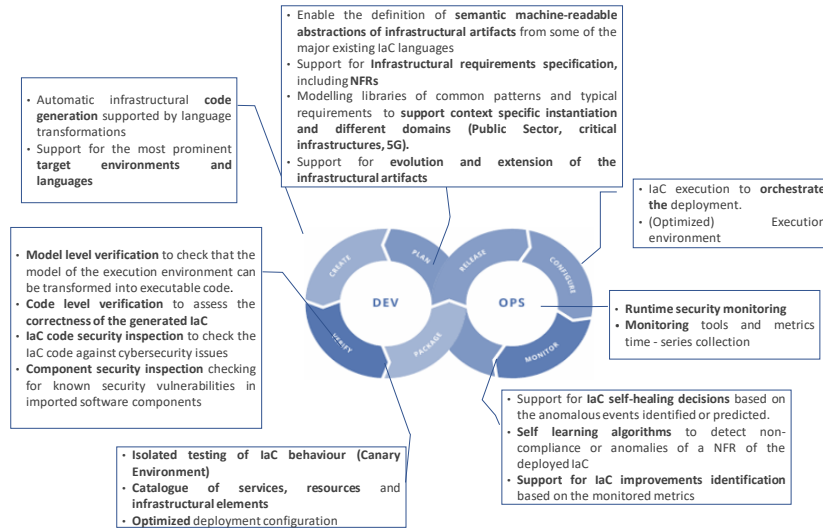 • Enable the definition of semantic machine-readable
abstractions of infrastructural artifacts from some of the
major existing IaC languages
• Support for Infrastructural requirements specification,
including NFRs
• Modelling libraries of common patterns and typical
requirements to support context specific instantiation
and different domains (Public Sector, critical
infrastructures, 5G).
• Support for evolution and extension of the
infrastructural artifacts
• Automatic infrastructural code
generation supported by language
transformations
• Support for the most prominent
target environments and
languages
• IaC execution to orchestrate
the deployment.
• (Optimized) Execution
environment
• Model level verification to check that the
model of the execution environment can
be transformed into executable code.
• Code level verification to assess the
correctness of the generated IaC
• IaC code security inspection to check the
IaC code against cybersecurity issues
• Component security inspection checking
for known security vulnerabilities in
imported software components
CREATE
PLAN
RELEASE
CONFIGURE
DEV
OPS
VERIFY
PACKAGE
MONITOR
• Runtime security monitoring
• Monitoring tools and metrics
time - series collection
• Support for IaC self-healing decisions based on
the anomalous events identified or predicted.
• Self learning algorithms to detect non-
compliance or anomalies of a NFR of the
deployed IaC
• Support for IaC improvements identification
based on the monitored metrics
• Isolated testing of IaC behaviour (Canary
Environment)
• Catalogue of services, resources and
infrastructural elements
• Optimized deployment configuration